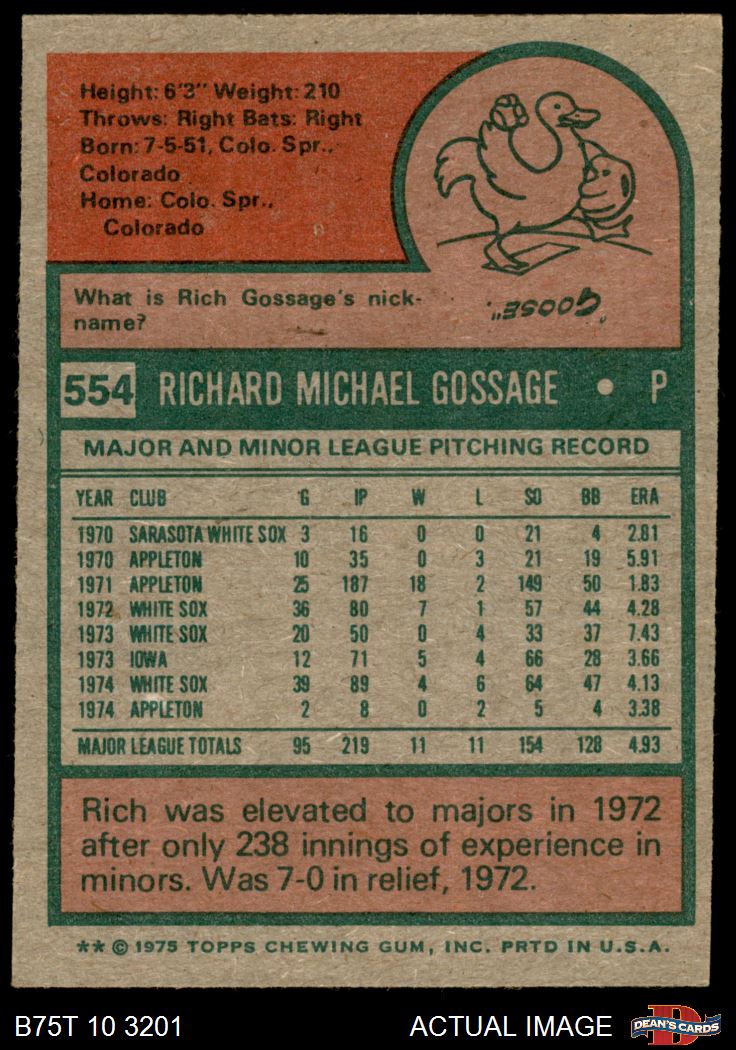 Height: 6'3" Weight: 210
Throws: Right Bats: Right
Born: 7-5-51, Colo. Spr.,
Colorado
Home: Colo. Spr.,
Colorado
What is Rich Gossage's nick-
name?
"GOOSE".
554 RICHARD MICHAEL GOSSAGE • P
MAJOR AND MINOR LEAGUE PITCHING RECORD
YEAR CLUB G IP W L SO BB ERA
1970 SARASOTA WHITE SOX 3 16 0 0 21 4 2.81
1970 APPLETON 10 35 0 3 21 19 5.91
1971 APPLETON 25 187 18 2 149 50 1.83
1972 WHITE SOX 36 80 7 1 57 44 4.28
1973 WHITE SOX 20 50 0 4 33 37 7.43
1973 IOWA 12 71 5 4 66 28 3.66
1974 WHITE SOX 39 89 4 6 64 47 4.13
1974 APPLETON 2 8 0 2 5 4 3.38
MAJOR LEAGUE TOTALS 95 219 11 11 154 128 4.93
Rich was elevated to majors in 1972
after only 238 innings of experience in
minors. Was 7-0 in relief, 1972.
** © 1975 TOPPS CHEWING GUM, INC. PRTD IN U.S.A.
B75T 10 3201 ACTUAL IMAGE DEAN'S CARDS